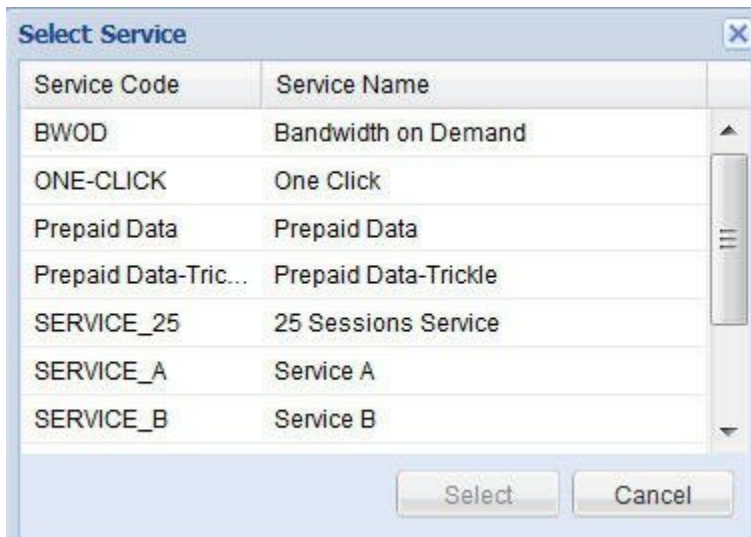 Select Service
Service Code Service Name
BWOD Bandwidth on Demand
ONE-CLICK One Click
Prepaid Data Prepaid Data
Prepaid Data-Tric... Prepaid Data-Trickle
SERVICE_25 25 Sessions Service
SERVICE_A Service A
SERVICE_B Service B
Select Cancel